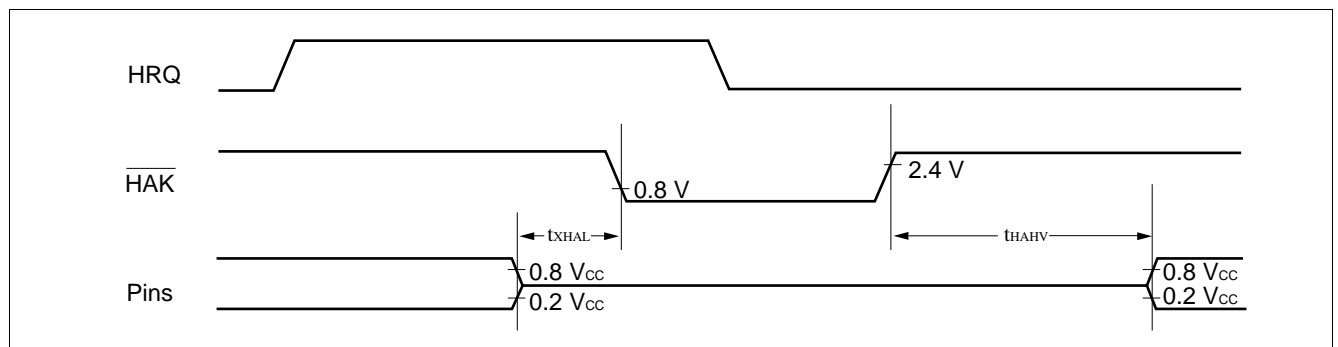 HRQ
HAK
0.8 V
2.4 V
tXHAL
tHAHV
Pins
0.8 VCC
0.2 VCC
0.8 VCC
0.2 VCC